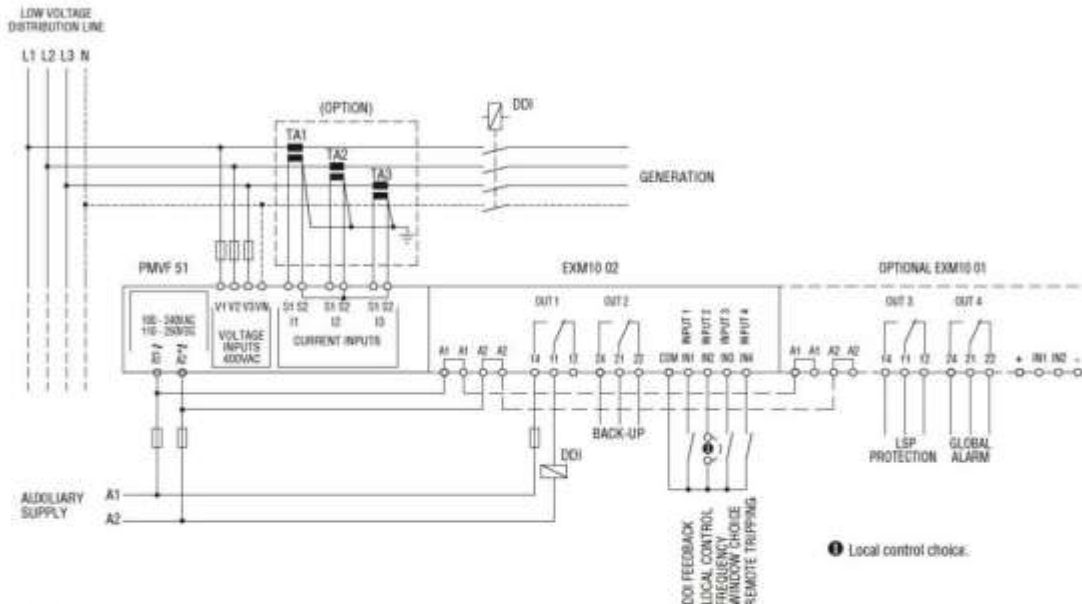 LOW VOLTAGE
DISTRIBUTION LINE
L1 L2 L3 N
(OPTION)
DDI
TA1
TA2
TA3
GENERATION
PMVF 51
EXM10 02
OPTIONAL EXM10 01
100 - 240VAC
110 - 250VDC
V1 V2 V3 VN
VOLTAGE
INPUTS
400VAC
S1 S2 S1 S2 S1 S2
I1 I2 I3
CURRENT INPUTS
OUT 1 OUT 2
INPUT 1
INPUT 2
INPUT 3
INPUT 4
OUT 3 OUT 4
A1 A1 A2 A2
14 11 12
24 21 22
COM IN1 IN2 IN3 IN4
A1 A1 A2 A2
14 11 12
24 21 22
+ IN1 IN2 -
BACK-UP
LSP
PROTECTION
GLOBAL
ALARM
DDI
AUXILIARY
SUPPLY
A1
A2
DDI FEEDBACK
LOCAL CONTROL
FREQUENCY
WINDOW CHOICE
REMOTE TRIPPING
Local control choice.